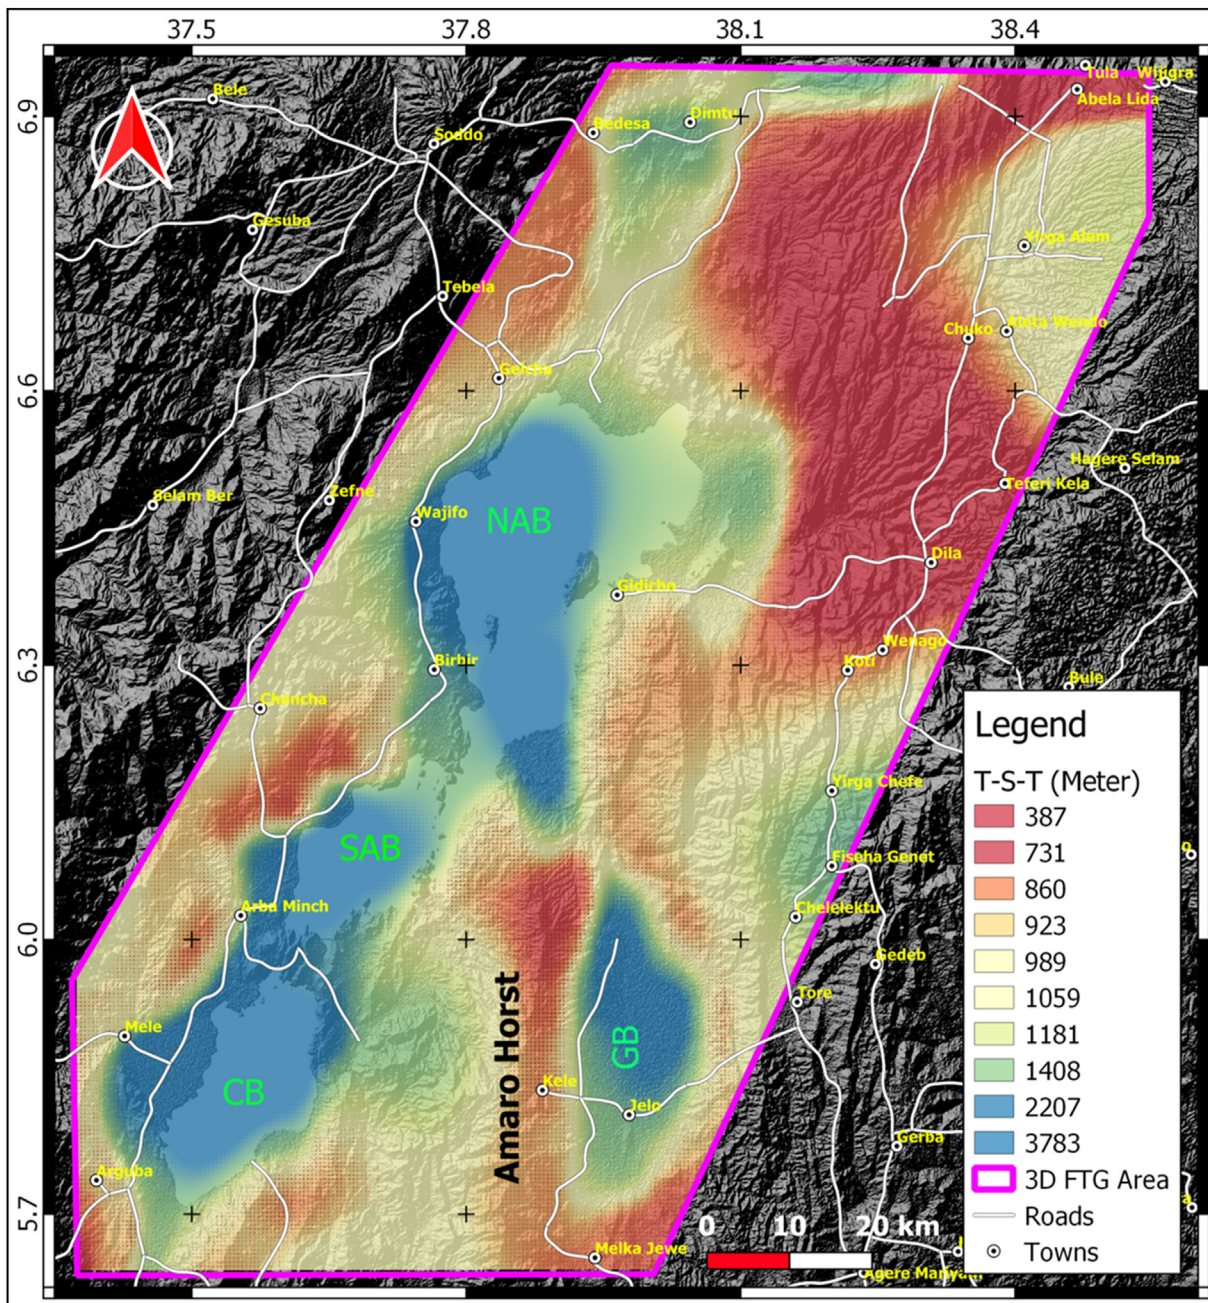 37.5 37.8 38.1 38.4
6.9
6.6
6.3
6.0
5.7
Bele
Soddo
Bedesa
Dimtu
Tula
Wijigra
Abela Lida
Gesuba
Yirga Alem
Tebela
Chuko
Aleta Wendo
Gelcha
Hagere Selam
Selam Ber
Zefne
Teferi Kela
Wajifo
NAB
Dila
Gidicho
Wenago
Birbir
Koti
Bule
Chencha
Legend
T-S-T (Meter)
387
731
860
923
989
1059
1181
1408
2207
3783
3D FTG Area
Roads
Towns
Yirga Chefe
SAB
Fiseha Genet
Arba Minch
Chelelektu
Gedeb
Tore
Mele
Amaro Horst
GB
CB
Kele
Jelo
Gerba
Arguba
0 10 20 km
Melka Jewe